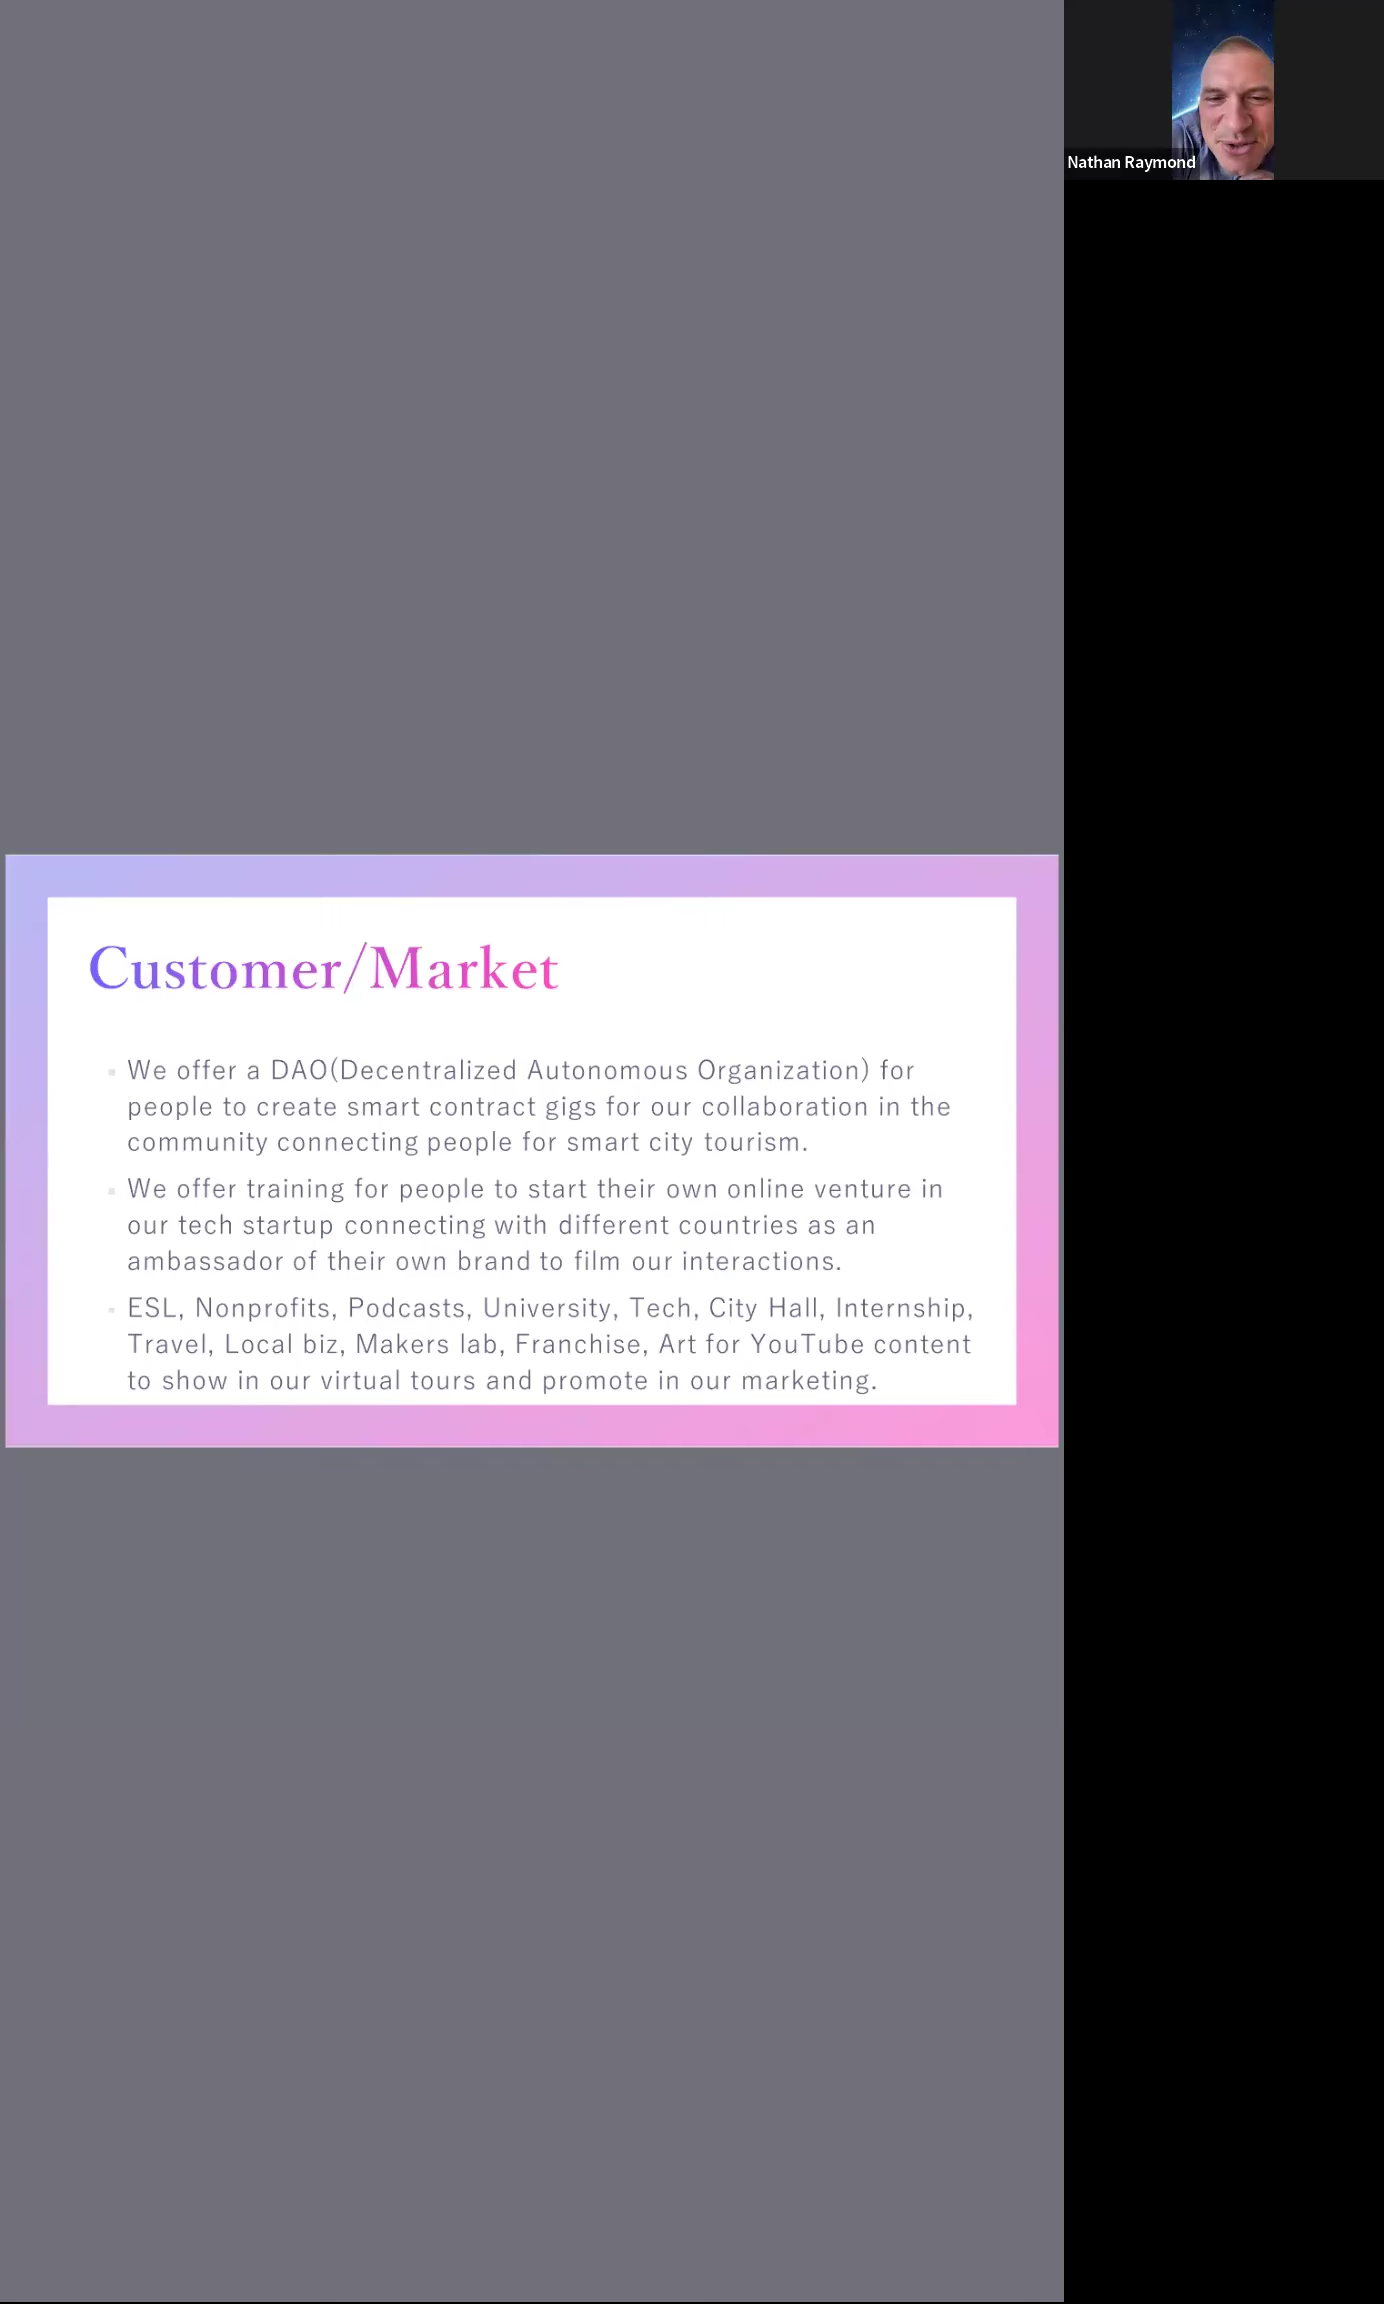 Nathan Raymond
Customer/Market
We offer a DAO(Decentralized Autonomous Organization) for
people to create smart contract gigs for our collaboration in the
community connecting people for smart city tourism.
We offer training for people to start their own online venture in
our tech startup connecting with different countries as an
ambassador of their own brand to film our interactions.
ESL, Nonprofits, Podcasts, University, Tech, City Hall, Internship,
Travel, Local biz, Makers lab, Franchise, Art for YouTube content
to show in our virtual tours and promote in our marketing.